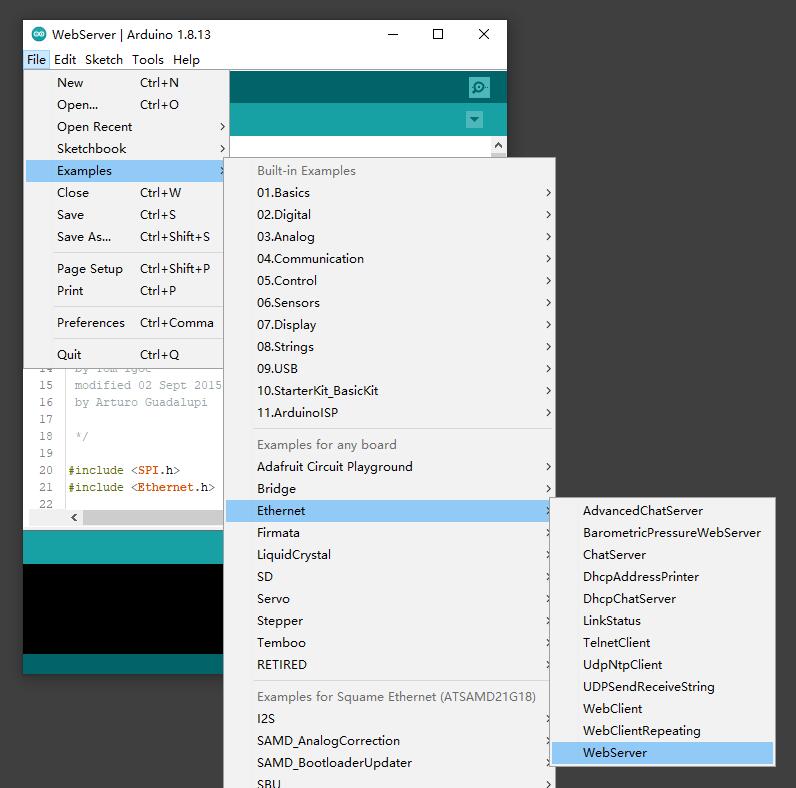 WebServer | Arduino 1.8.13
File Edit Sketch Tools Help
New Ctrl+N
Open... Ctrl+O
Open Recent
Sketchbook
Examples
Close Ctrl+W
Save Ctrl+S
Save As... Ctrl+Shift+S
Page Setup Ctrl+Shift+P
Print Ctrl+P
Preferences Ctrl+Comma
Quit Ctrl+Q
14 by Tom Igoe
15 modified 02 Sept 2015
16 by Arturo Guadalupi
17
18 */
19
20 #include <SPI.h>
21 #include <Ethernet.h>
22
Built-in Examples
01.Basics
02.Digital
03.Analog
04.Communication
05.Control
06.Sensors
07.Display
08.Strings
09.USB
10.StarterKit_BasicKit
11.ArduinoISP
Examples for any board
Adafruit Circuit Playground
Bridge
Ethernet
Firmata
LiquidCrystal
SD
Servo
Stepper
Temboo
RETIRED
Examples for Squame Ethernet (ATSAMD21G18)
I2S
SAMD_AnalogCorrection
SAMD_BootloaderUpdater
SBU
AdvancedChatServer
BarometricPressureWebServer
ChatServer
DhcpAddressPrinter
DhcpChatServer
LinkStatus
TelnetClient
UdpNtpClient
UDPSendReceiveString
WebClient
WebClientRepeating
WebServer